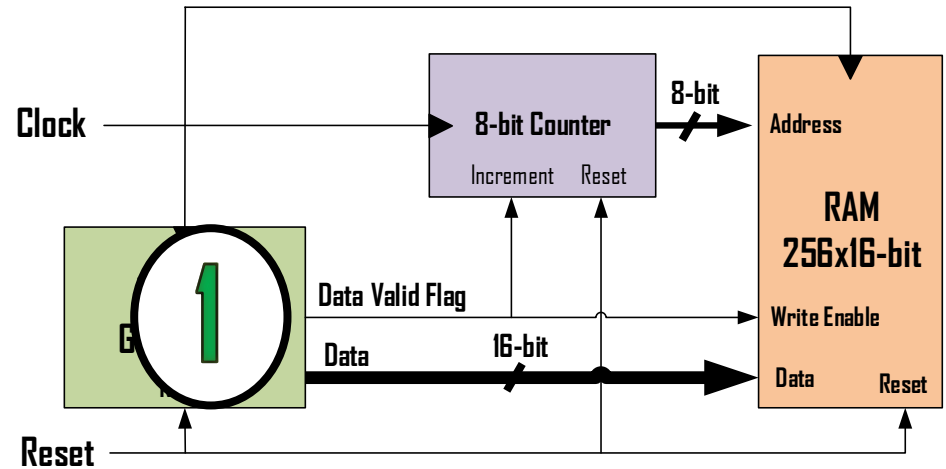 8-bit
Clock
8-bit Counter
Address
Increment Reset
RAM
256x16-bit
1
Data Valid Flag
Write Enable
16-bit
Data
Data
Reset
Reset